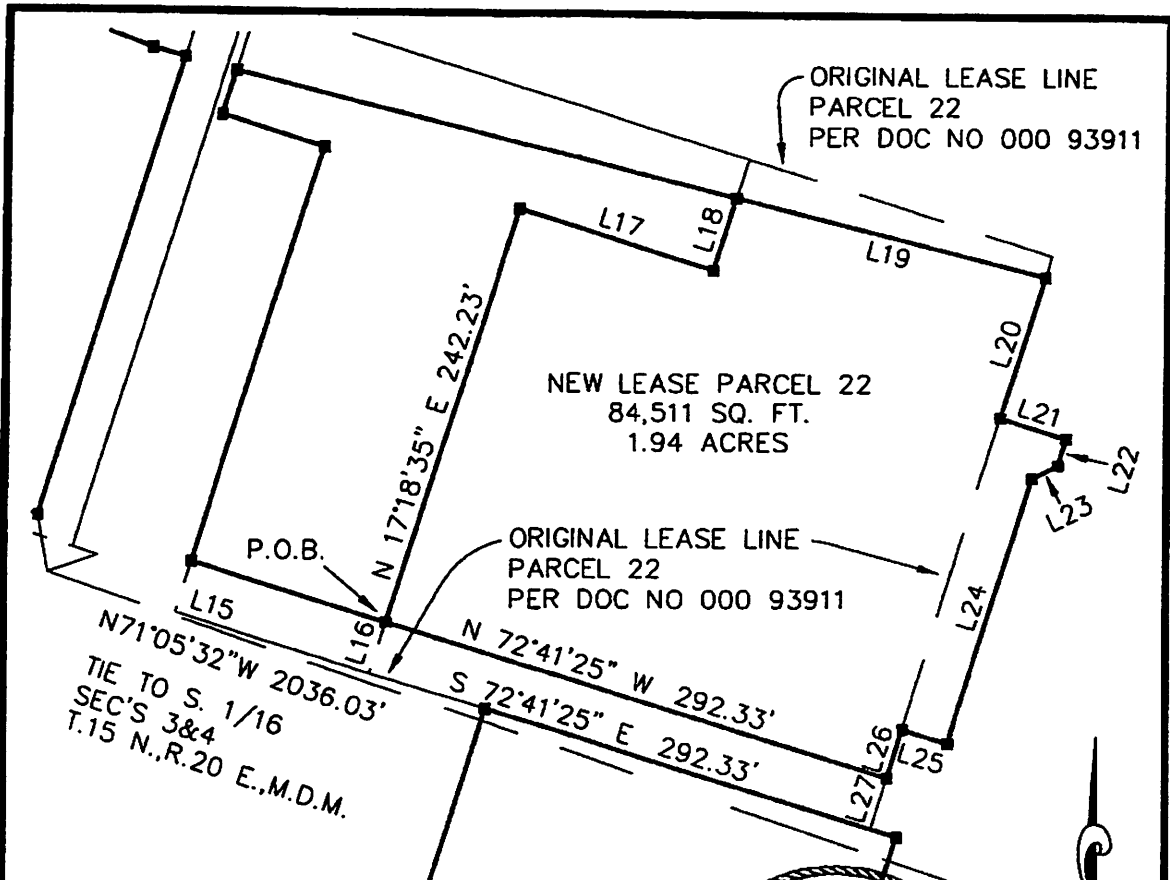 ORIGINAL LEASE LINE
PARCEL 22
PER DOC NO 000 93911
L17
L18
L19
L20
N 17°18'35" E 242.23'
NEW LEASE PARCEL 22
84,511 SQ. FT.
1.94 ACRES
L21
L22
L23
P.O.B.
ORIGINAL LEASE LINE
PARCEL 22
PER DOC NO 000 93911
L24
L15
L16
N 72°41'25" W 292.33'
N71°05'32"W 2036.03'
TIE TO S. 1/16
SEC'S 3&4
T.15 N.,R.20 E.,M.D.M.
S 72°41'25" E 292.33'
L26
L25
L27